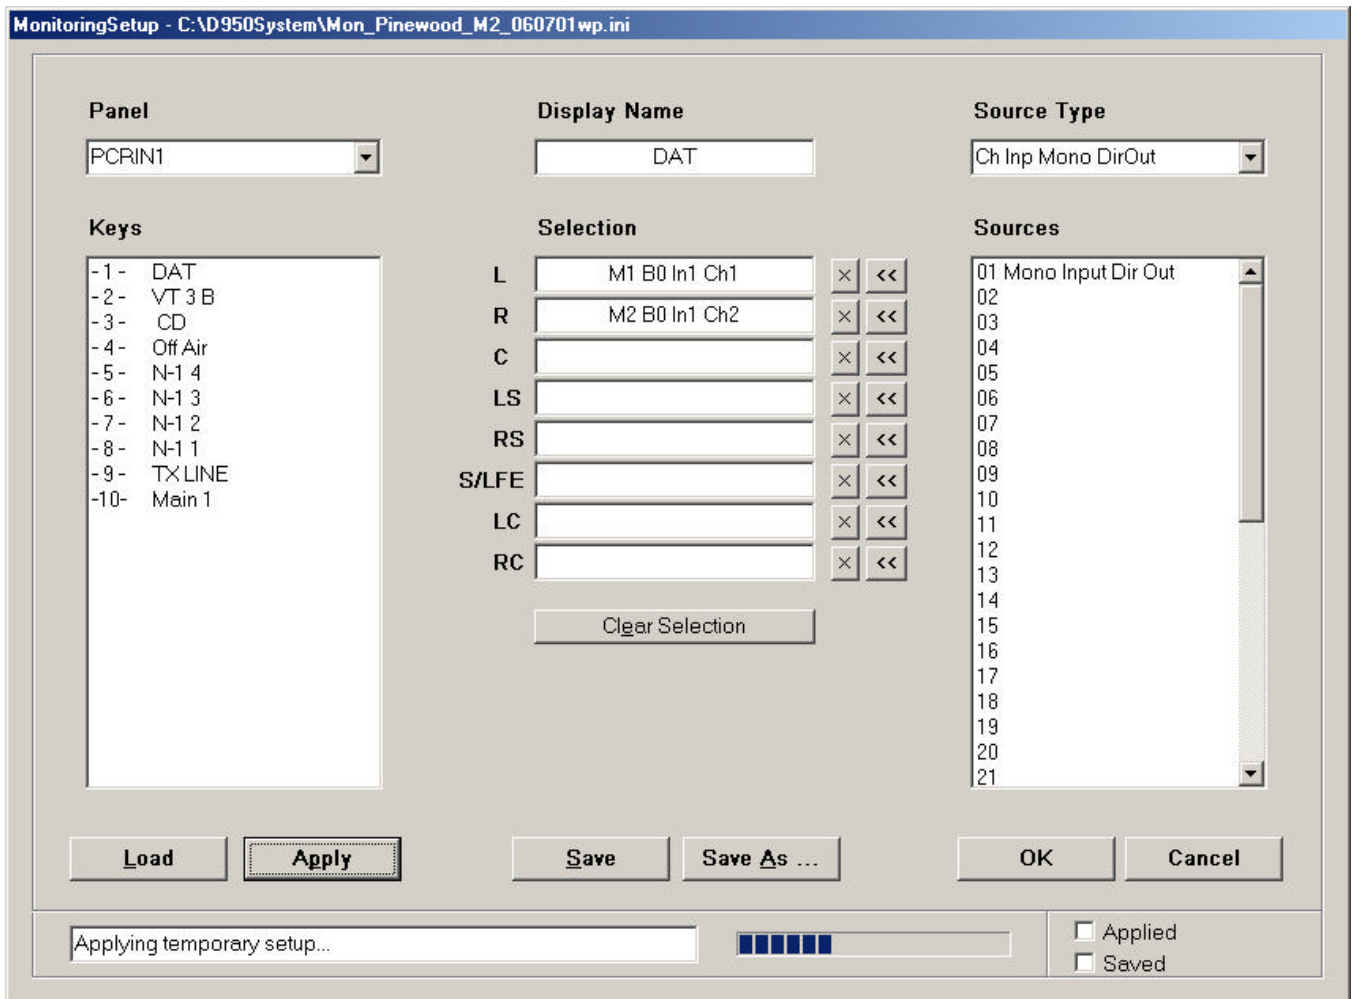 MonitoringSetup - C:\D950System\Mon_Pinewood_M2_060701wp.ini
Panel
PCRIN1
Display Name
DAT
Source Type
Ch Inp Mono DirOut
Keys
-1- DAT
-2- VT 3 B
-3- CD
-4- Off Air
-5- N-1 4
-6- N-1 3
-7- N-1 2
-8- N-1 1
-9- TX LINE
-10- Main 1
Selection
L M1 B0 In1 Ch1 × <<
R M2 B0 In1 Ch2 × <<
C × <<
LS × <<
RS × <<
S/LFE × <<
LC × <<
RC × <<
Clear Selection
Sources
01 Mono Input Dir Out
02
03
04
05
06
07
08
09
10
11
12
13
14
15
16
17
18
19
20
21
Load
Apply
Save
Save As ...
OK
Cancel
Applying temporary setup...
Applied
Saved